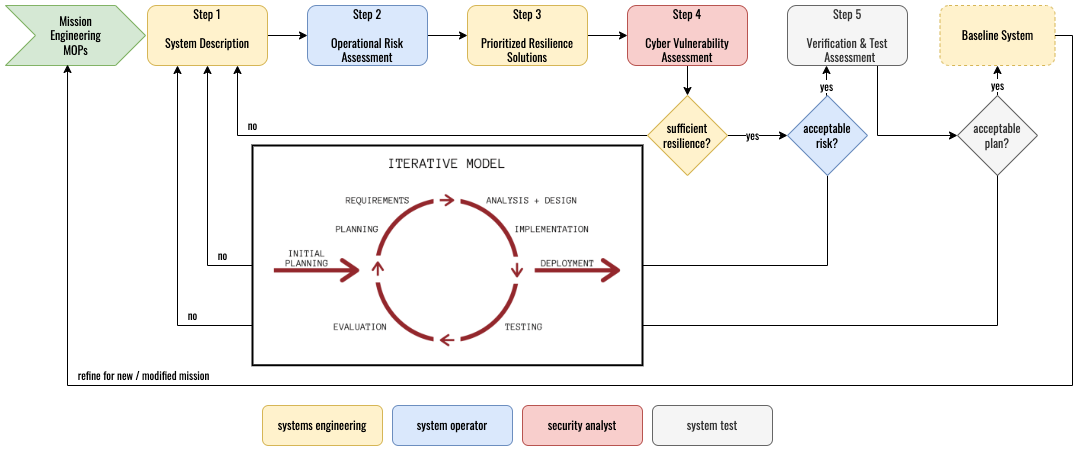 Mission
Engineering
MOPs
Step 1
System Description
Step 2
Operational Risk
Assessment
Step 3
Prioritized Resilience
Solutions
Step 4
Cyber Vulnerability
Assessment
Step 5
Verification & Test
Assessment
Baseline System
yes
yes
no
sufficient
resilience?
yes
acceptable
risk?
acceptable
plan?
ITERATIVE MODEL
REQUIREMENTS
ANALYSIS + DESIGN
PLANNING
IMPLEMENTATION
no
INITIAL
PLANNING
DEPLOYMENT
no
EVALUATION
TESTING
refine for new / modified mission
systems engineering
system operator
security analyst
system test